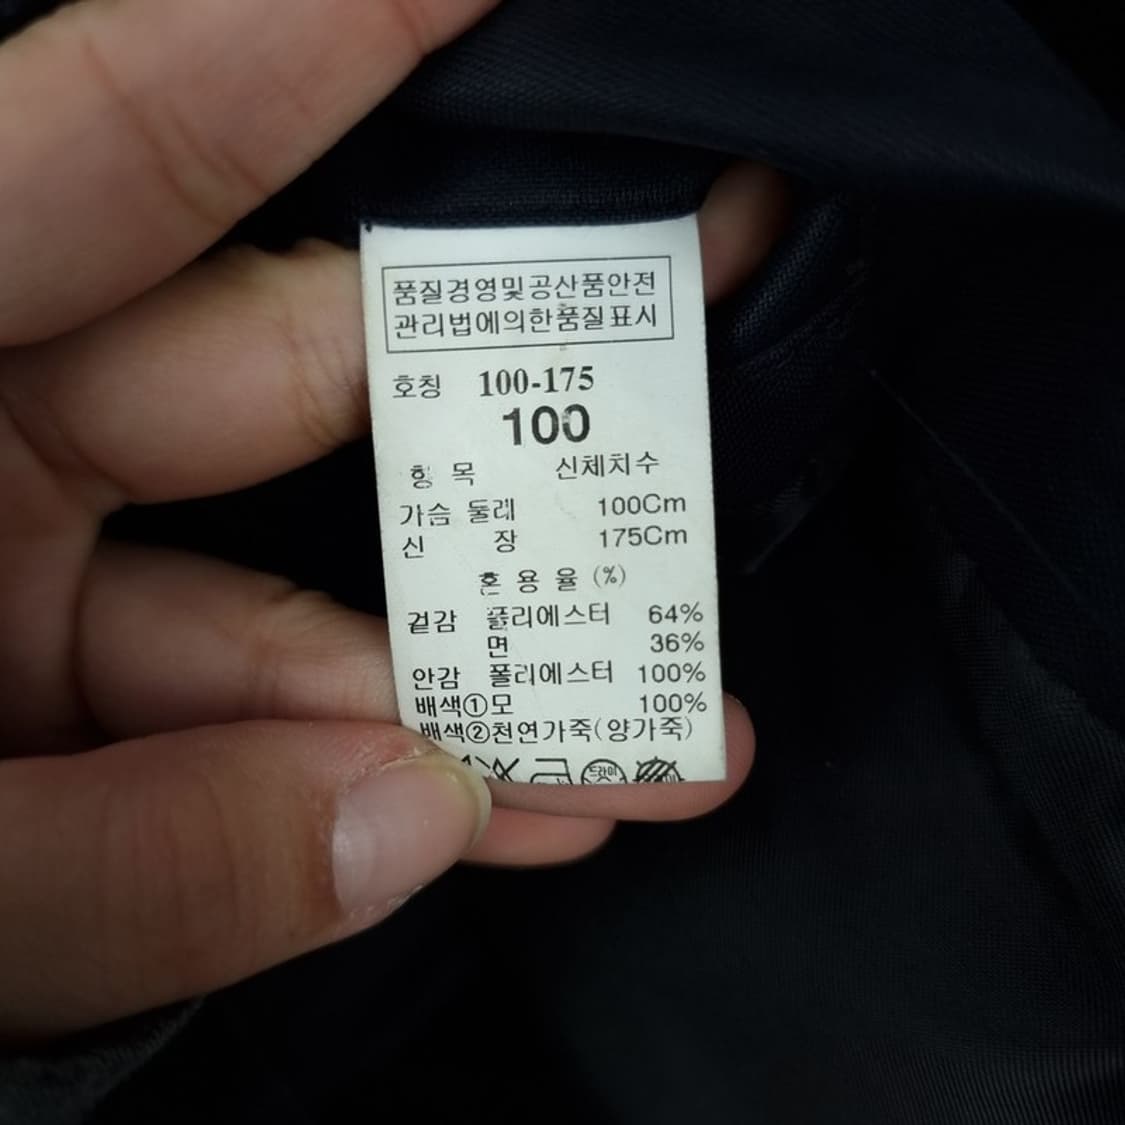 품질경영및공산품안전
관리법에의한품질표시
호칭 100-175
100
항 목 신체치수
가슴 둘레 100Cm
신 장 175Cm
혼 용 율 (%)
겉감 폴리에스터 64%
면 36%
안감 폴리에스터 100%
배색①모 100%
배색②천연가죽(양가죽)
드라이